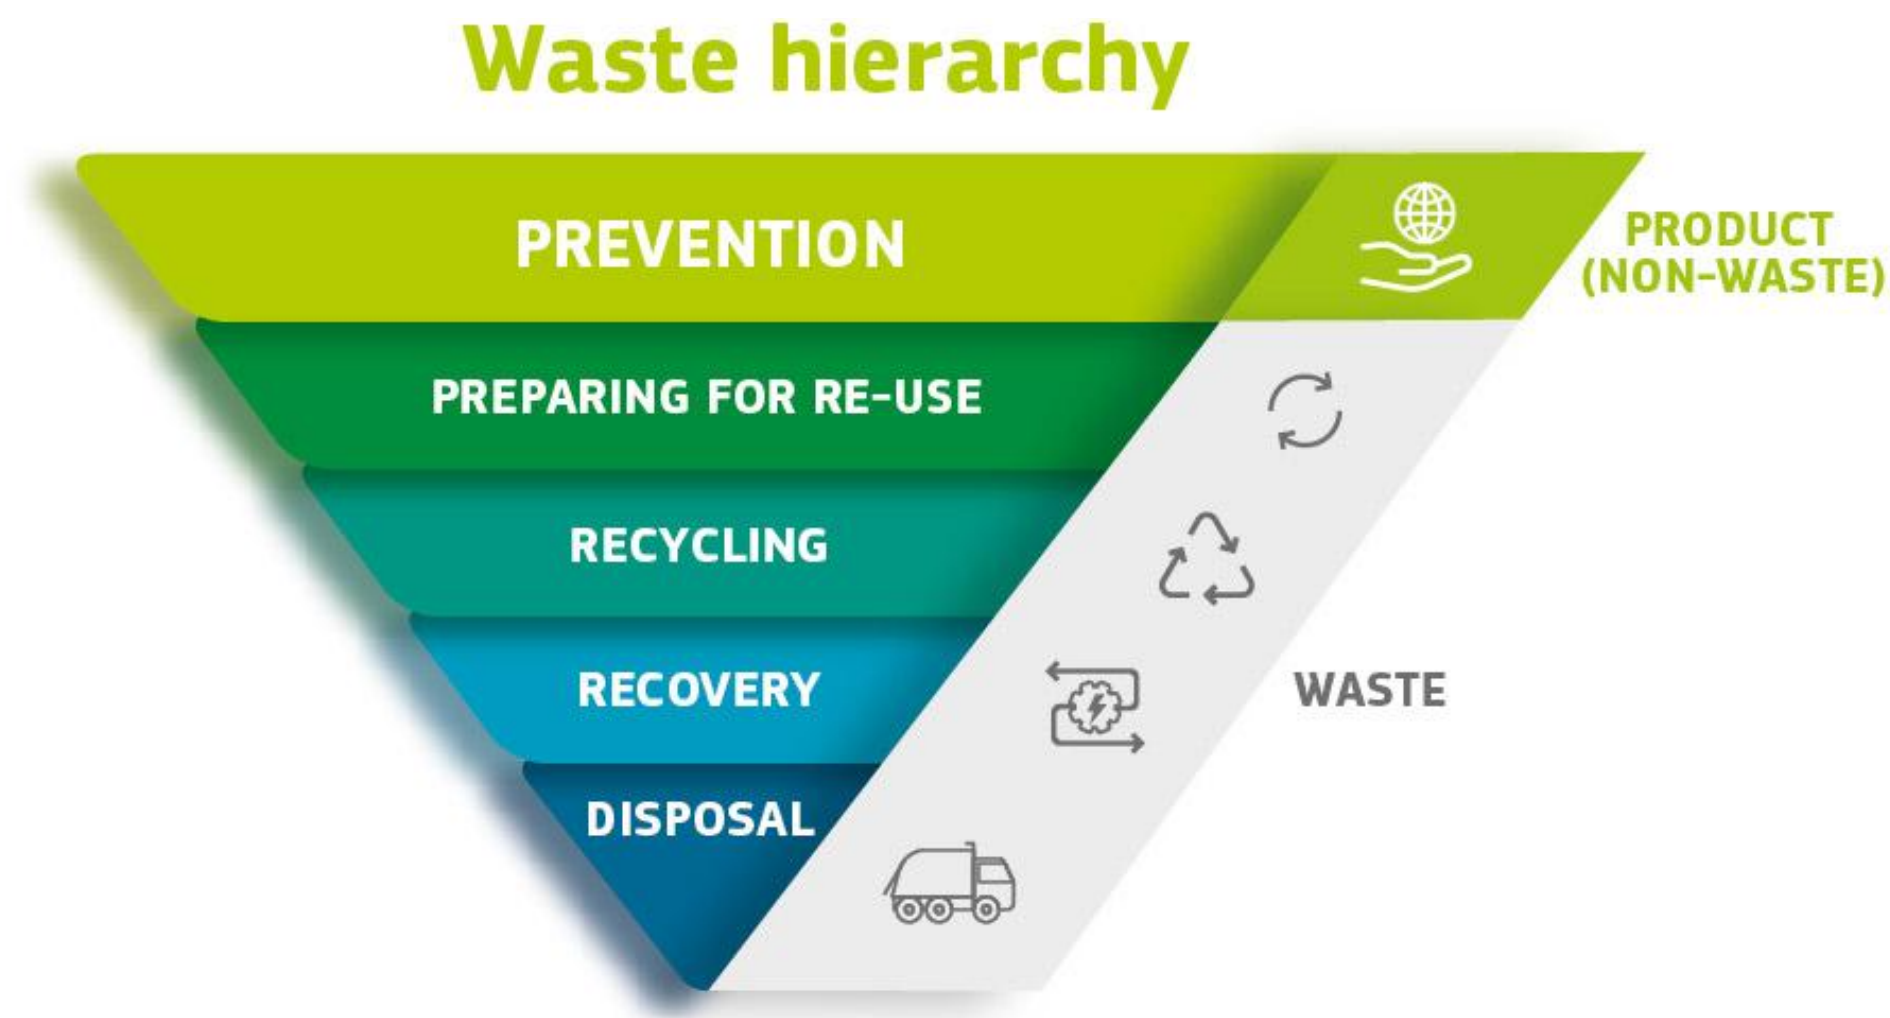 Waste hierarchy
PREVENTION
PRODUCT
(NON-WASTE)
PREPARING FOR RE-USE
RECYCLING
RECOVERY
WASTE
DISPOSAL